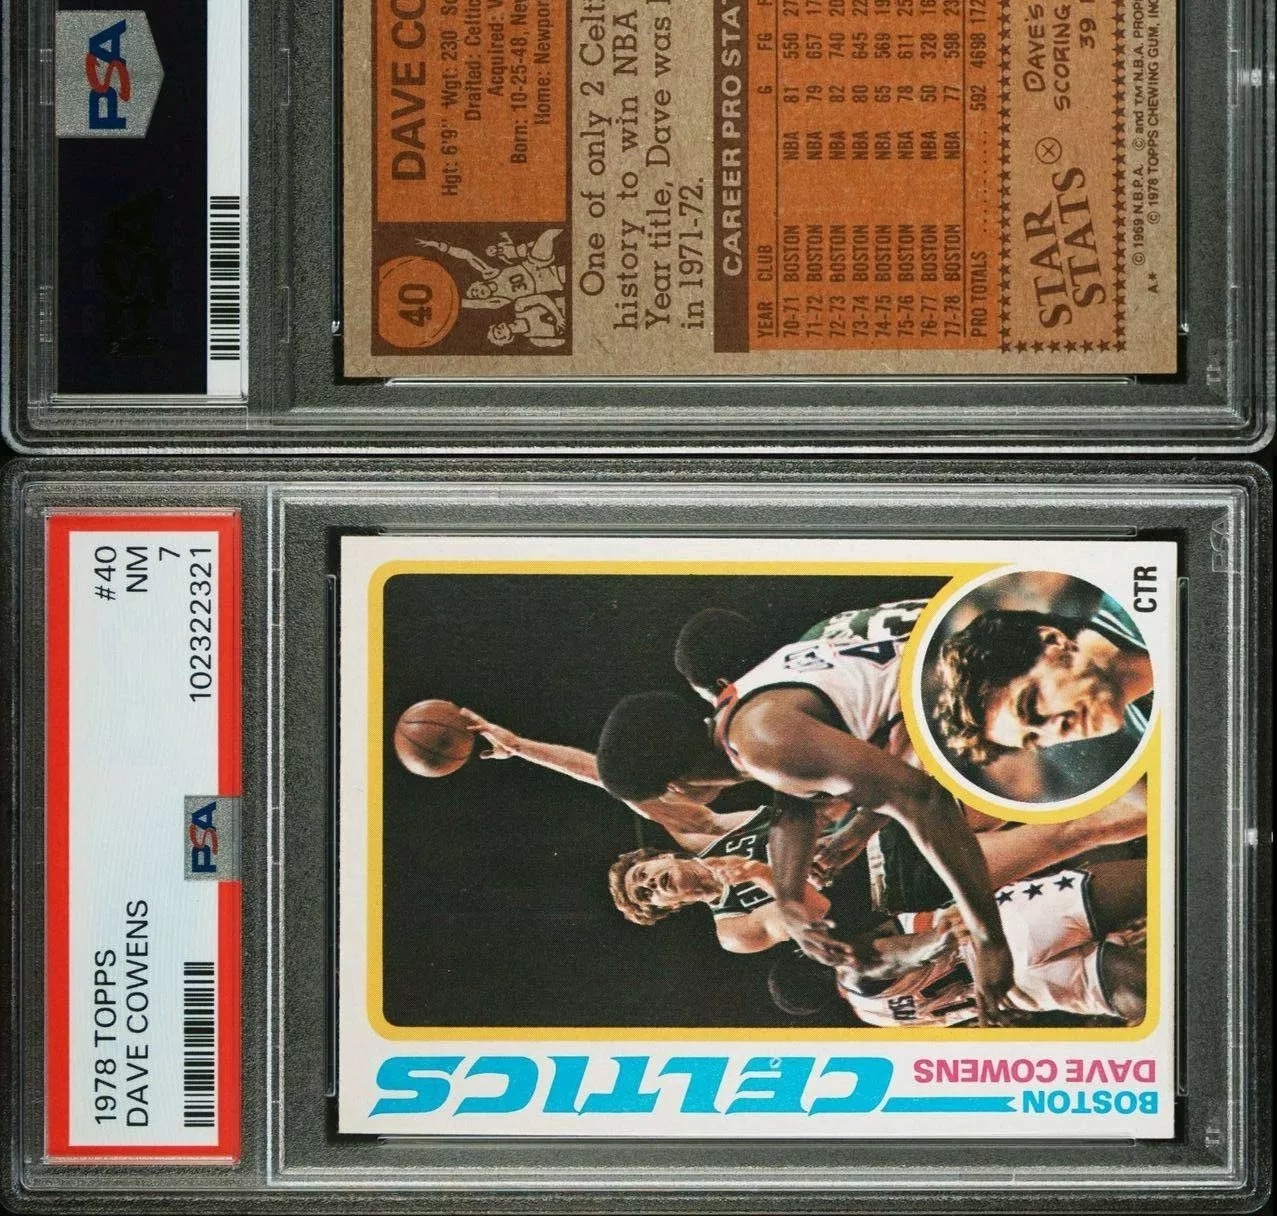 PSA
40
DAVE CO
Hgt: 6'9" Wgt: 230
Drafted: Celtic
Acquired:
Born: 10-25-48, New
Home: Newport
One of only 2 Celt
history to win NBA
Year title, Dave was
in 1971-72.
CAREER PRO STA
YEAR CLUB G FG
70-71 BOSTON NBA 81 550
71-72 BOSTON NBA 79 657
72-73 BOSTON NBA 82 740
73-74 BOSTON NBA 80 645
74-75 BOSTON NBA 65 569
75-76 BOSTON NBA 78 611
76-77 BOSTON NBA 50 328
77-78 BOSTON NBA 77 598
PRO TOTALS .......... 592 4698
STAR
STATS
DAVE'S
SCORING
39
© 1969 N.B.P.A. © and TM N.B.A. PROP
A* © 1978 TOPPS CHEWING GUM, INC
1978 TOPPS #40
DAVE COWENS NM
7
PSA 102322321
CTR
BOSTON
CELTICS
DAVE COWENS